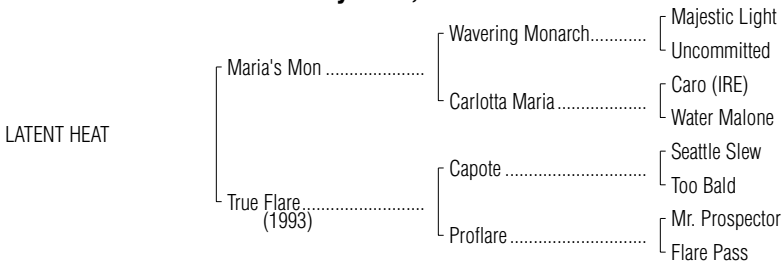 Majestic Light
Wavering Monarch............
Uncommitted
Maria's Mon ......................
Caro (IRE)
Carlotta Maria...................
Water Malone
LATENT HEAT
Seattle Slew
Capote ..............................
Too Bald
True Flare...........................
(1993)
Mr. Prospector
Proflare.............................
Flare Pass